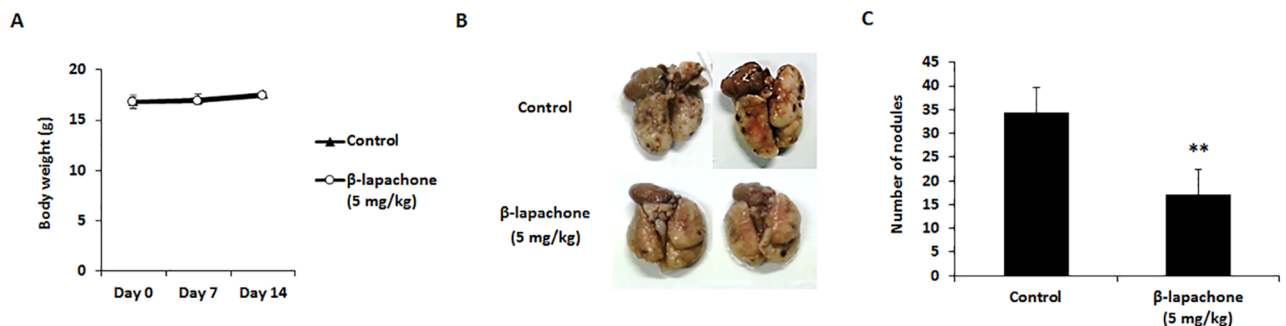 A
20
15
10
5
0
Body weight (g)
Day 0 Day 7 Day 14
Control
β-lapachone
(5 mg/kg)
B
Control
β-lapachone
(5 mg/kg)
C
45
40
35
30
25
20
15
10
5
0
Number of nodules
**
Control
β-lapachone
(5 mg/kg)